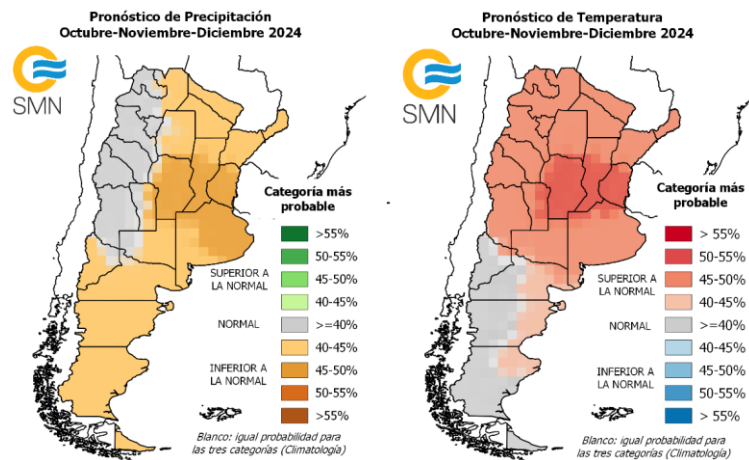 Pronóstico de Precipitación
Octubre-Noviembre-Diciembre 2024
SMN
Categoría más
probable
>55%
50-55%
SUPERIOR A
LA NORMAL
45-50%
40-45%
NORMAL
>=40%
40-45%
INFERIOR A
LA NORMAL
45-50%
50-55%
>55%
Blanco: igual probabilidad para
las tres categorías (Climatología)
Pronóstico de Temperatura
Octubre-Noviembre-Diciembre 2024
SMN
Categoría más
probable
> 55%
50-55%
SUPERIOR A
LA NORMAL
45-50%
40-45%
NORMAL
>=40%
40-45%
INFERIOR A
LA NORMAL
45-50%
50-55%
> 55%
Blanco: igual probabilidad para
las tres categorías (Climatología)